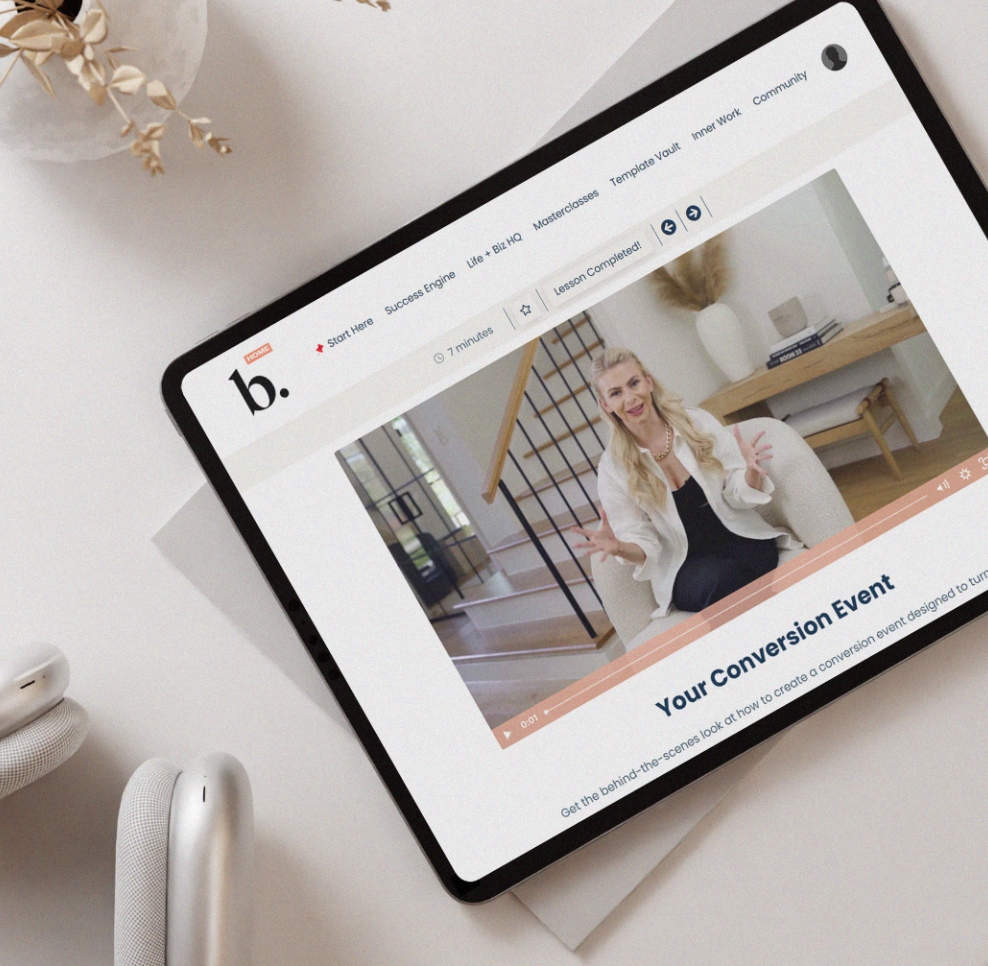 HOME
b.
Start Here Success Engine Life + Biz HQ Masterclasses Template Vault Inner Work Community
7 minutes Lesson Completed!
0:01
Your Conversion Event
Get the behind-the-scenes look at how to create a conversion event designed to turn